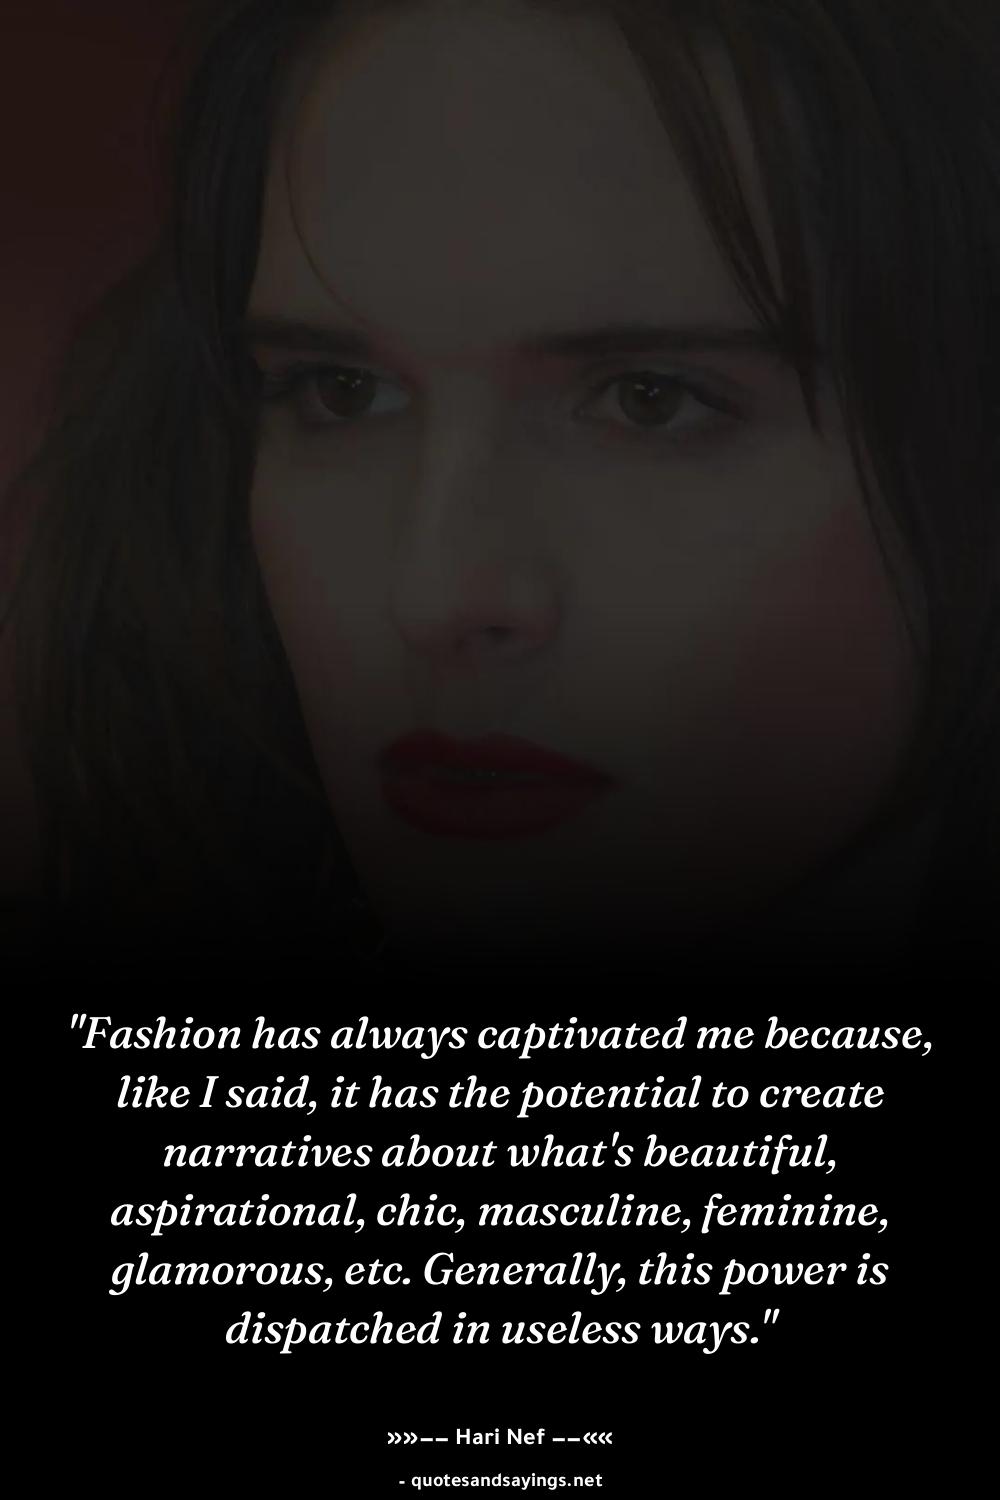 "Fashion has always captivated me because,
like I said, it has the potential to create
narratives about what's beautiful,
aspirational, chic, masculine, feminine,
glamorous, etc. Generally, this power is
dispatched in useless ways."
»»−− Hari Nef −−««
- quotesandsayings.net